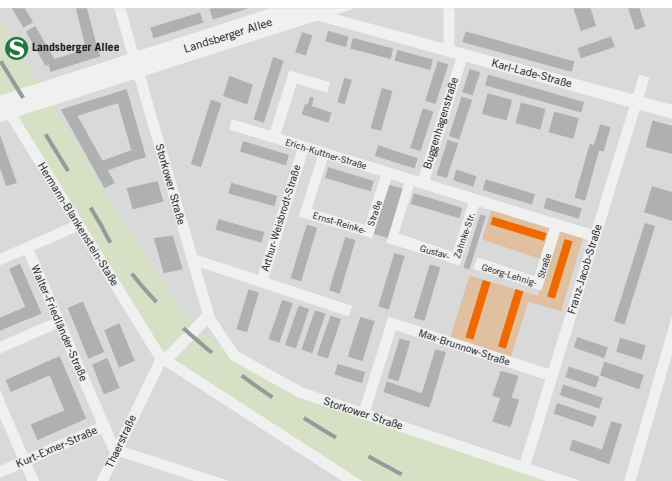 S Landsberger Allee
Landsberger Allee
Karl-Lade-Straße
Buggenhagenstraße
Erich-Kuttner-Straße
Storkower Straße
Hermann-Blankenstein-Staße
Arthur-Weisbrodt-Straße
Ernst-Reinke-
Straße
Gustav-
Zahnke-Str.
Georg-Lehnig-
Straße
Franz-Jacob-Straße
Walter-Friedländer-Straße
Max-Brunnow-Straße
Storkower Straße
Kurt-Exner-Straße
Thaerstraße